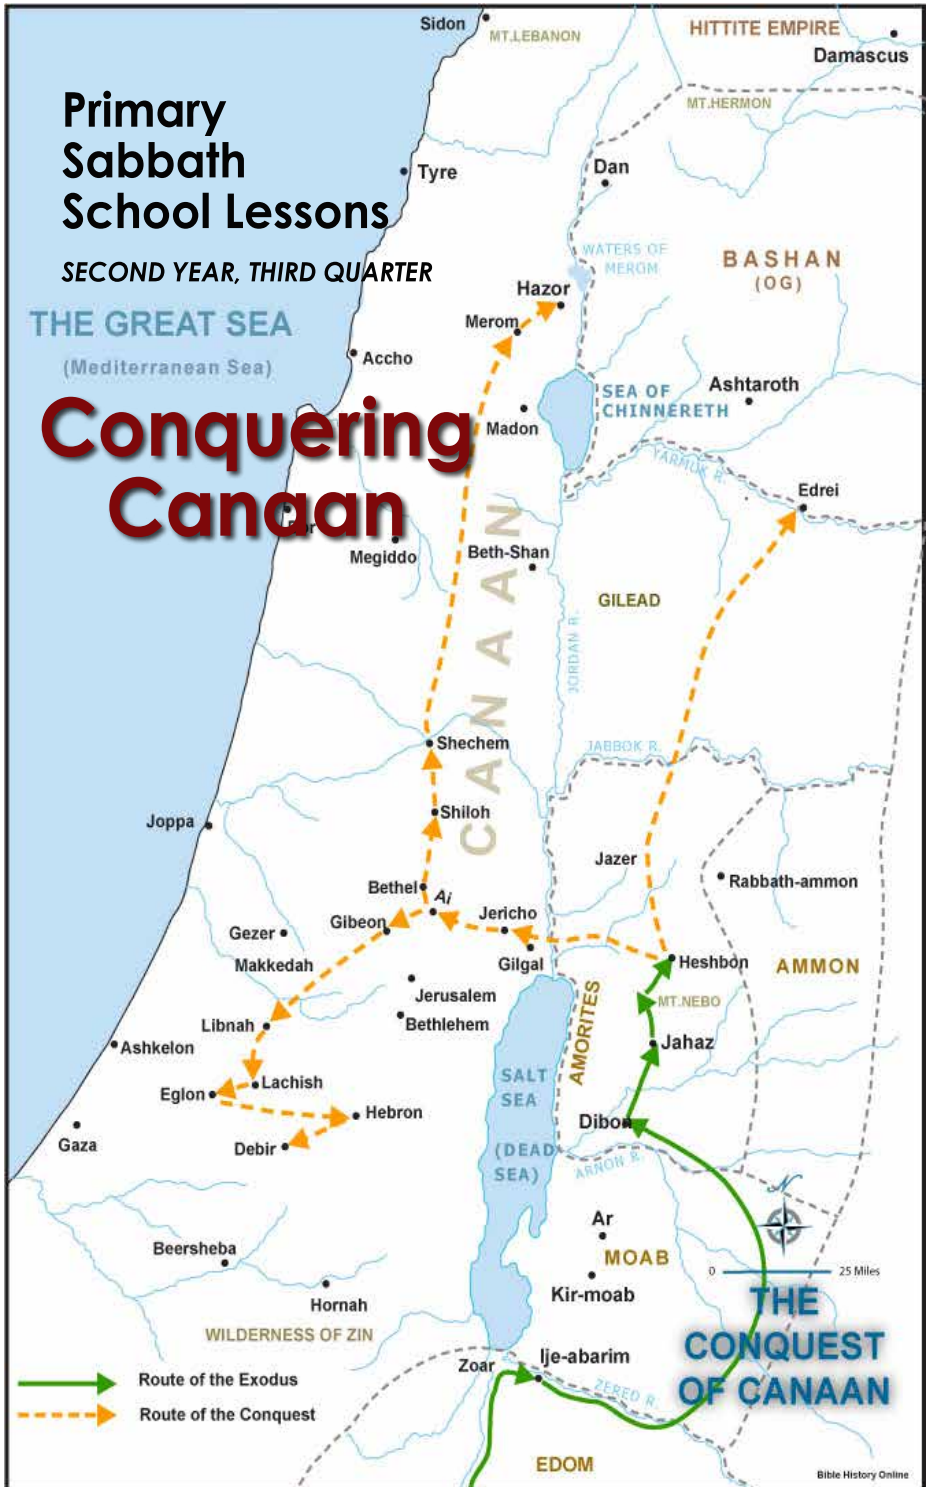 Sidon
MT.LEBANON
HITTITE EMPIRE
Damascus
Primary
Sabbath
School Lessons
SECOND YEAR, THIRD QUARTER
MT.HERMON
Tyre
Dan
WATERS OF
MEROM
BASHAN
(OG)
Hazor
Merom
THE GREAT SEA
(Mediterranean Sea)
Accho
SEA OF
CHINNERETH
Ashtaroth
Conquering
Canaan
Madon
YARMUK R.
Edrei
Dor
Megiddo
Beth-Shan
CANAAN
GILEAD
JORDAN R.
Shechem
JABBOK R.
Shiloh
Joppa
Jazer
Bethel
Ai
Rabbath-ammon
Gibeon
Jericho
Gezer
Makkedah
Gilgal
Heshbon
AMMON
Jerusalem
AMORITES
MT.NEBO
Libnah
Bethlehem
Ashkelon
Jahaz
Lachish
Eglon
SALT
SEA
(DEAD
SEA)
Hebron
Dibon
Gaza
Debir
ARNON R.
N
Ar
MOAB
Beersheba
0 25 Miles
Kir-moab
Hornah
THE
CONQUEST
OF CANAAN
WILDERNESS OF ZIN
Zoar
Ije-abarim
ZERED R.
Route of the Exodus
Route of the Conquest
EDOM
Bible History Online